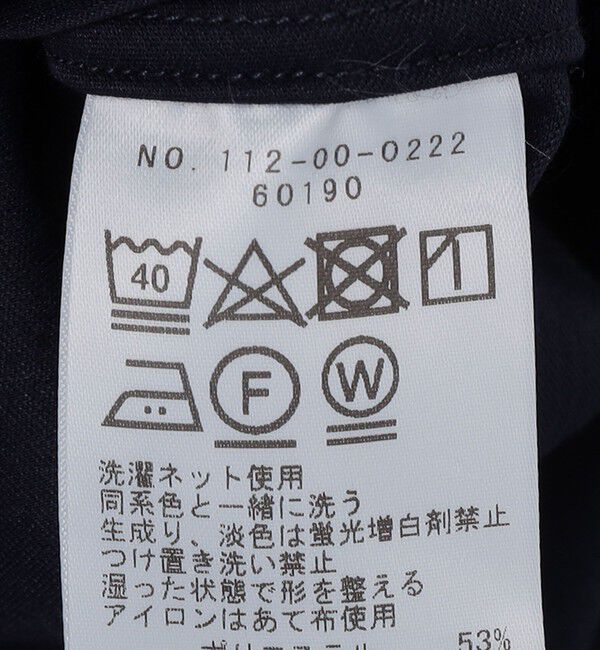 NO. 112-00-0222
60190
40
F W
洗濯ネット使用
同系色と一緒に洗う
生成り、淡色は蛍光増白剤禁止
つけ置き洗い禁止
湿った状態で形を整える
アイロンはあて布使用
53%